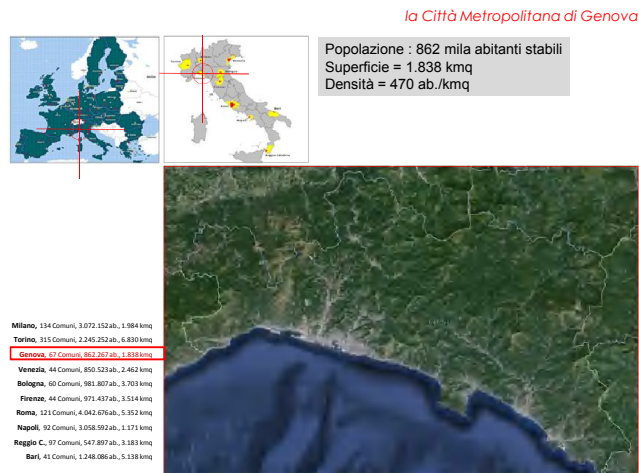 la Città Metropolitana di Genova
Popolazione : 862 mila abitanti stabili
Superficie = 1.838 kmq
Densità = 470 ab./kmq
Milano, 134 Comuni, 3.072.152 ab., 1.984 kmq
Torino, 315 Comuni, 2.245.252 ab., 6.830 kmq
Genova, 67 Comuni, 862.267 ab., 1.838 kmq
Venezia, 44 Comuni, 850.523 ab., 2.462 kmq
Bologna, 60 Comuni, 981.807 ab., 3.703 kmq
Firenze, 44 Comuni, 971.437 ab., 3.514 kmq
Roma, 121 Comuni, 4.042.676 ab., 5.352 kmq
Napoli, 92 Comuni, 3.058.592 ab., 1.171 kmq
Reggio C., 97 Comuni, 547.897 ab., 3.183 kmq
Bari, 41 Comuni, 1.248.086 ab., 5.138 kmq